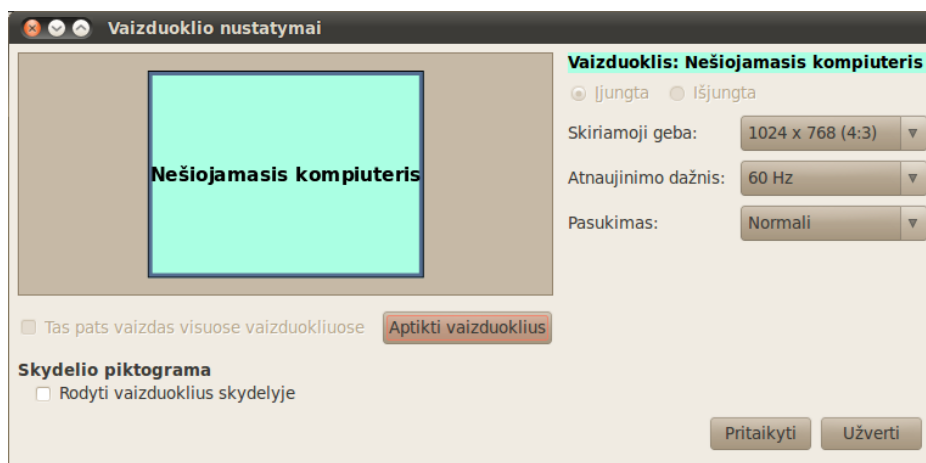 Vaizduoklio nustatymai
Nešiojamasis kompiuteris
Vaizduoklis: Nešiojamasis kompiuteris
Įjungta Išjungta
Skiriamoji geba: 1024 x 768 (4:3)
Atnaujinimo dažnis: 60 Hz
Pasukimas: Normali
Tas pats vaizdas visuose vaizduokliuose Aptikti vaizduoklius
Skydelio piktograma
Rodyti vaizduoklius skydelyje
Pritaikyti Užverti